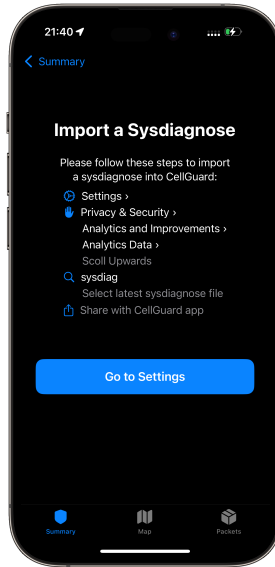 21:40
Summary
Import a Sysdiagnose
Please follow these steps to import
a sysdiagnose into CellGuard:
Settings ›
Privacy & Security ›
Analytics and Improvements ›
Analytics Data ›
Scoll Upwards
sysdiag
Select latest sysdiagnose file
Share with CellGuard app
Go to Settings
Summary
Map
Packets